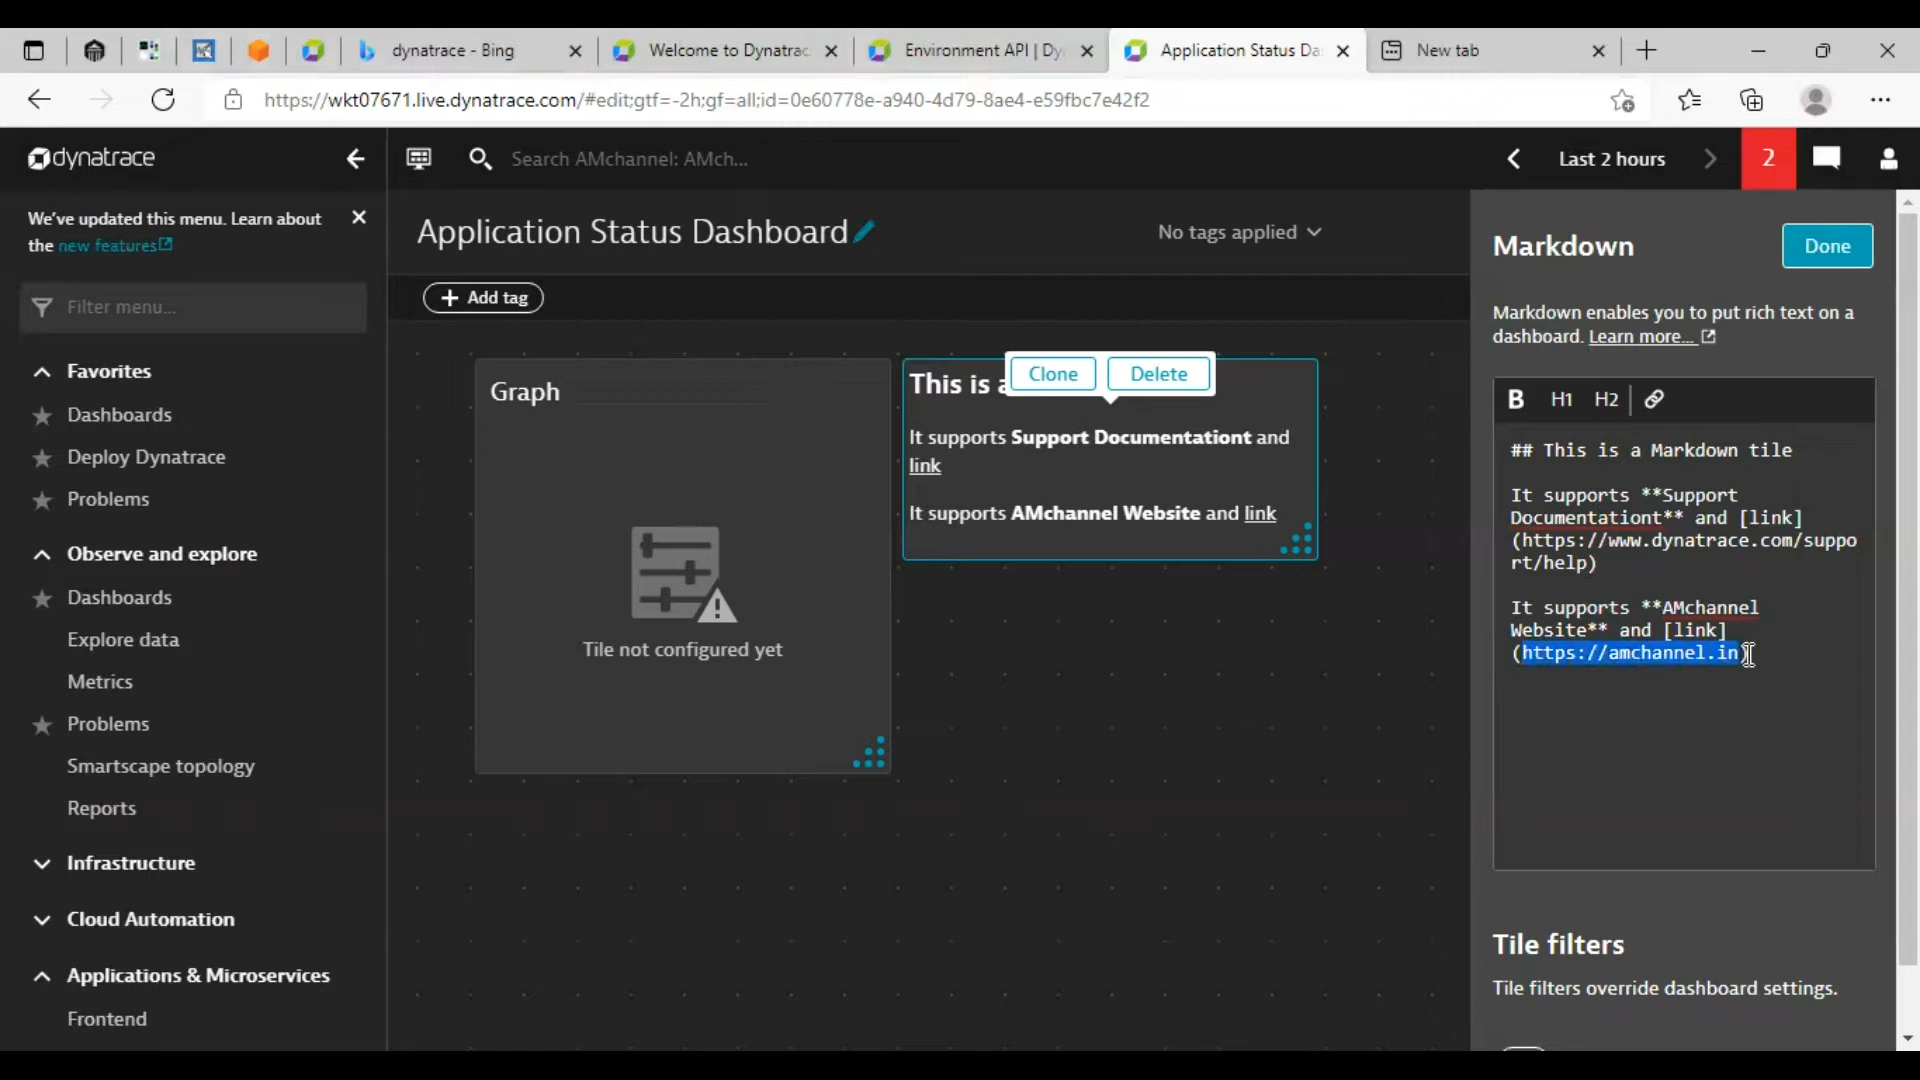 dynatrace - Bing
Welcome to Dynatrac
Environment API | Dy
Application Status Da
New tab
https://wkt07671.live.dynatrace.com/#edit;gtf=-2h;gf=all;id=0e60778e-a940-4d79-8ae4-e59fbc7e42f2
dynatrace
Search AMchannel: AMch...
Last 2 hours
2
We've updated this menu. Learn about
the new features
Filter menu...
Favorites
Dashboards
Deploy Dynatrace
Problems
Observe and explore
Dashboards
Explore data
Metrics
Problems
Smartscape topology
Reports
Infrastructure
Cloud Automation
Applications & Microservices
Frontend
Application Status Dashboard
No tags applied
Add tag
Graph
Tile not configured yet
Clone
Delete
This is a
It supports Support Documentationt and
link
It supports AMchannel Website and link
Markdown
Done
Markdown enables you to put rich text on a
dashboard. Learn more...
B H1 H2
## This is a Markdown tile
It supports **Support
Documentationt** and [link]
(https://www.dynatrace.com/suppo
rt/help)
It supports **AMchannel
Website** and [link]
(https://amchannel.in)
Tile filters
Tile filters override dashboard settings.